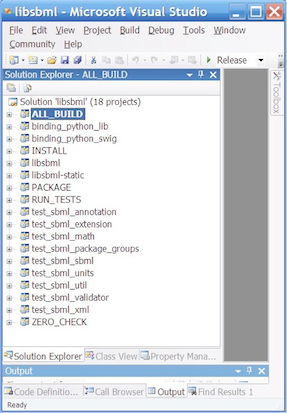 libsbml - Microsoft Visual Studio
File Edit View Project Build Debug Tools Window
Community Help
Release
Solution Explorer - ALL_BUILD
Toolbox
Solution 'libsbml' (18 projects)
ALL_BUILD
binding_python_lib
binding_python_swig
INSTALL
libsbml
libsbml-static
PACKAGE
RUN_TESTS
test_sbml_annotation
test_sbml_extension
test_sbml_math
test_sbml_package_groups
test_sbml_sbml
test_sbml_units
test_sbml_util
test_sbml_validator
test_sbml_xml
ZERO_CHECK
Solution Explorer Class View Property Mana...
Output
Code Definitio... Call Browser Output Find Results 1
Ready